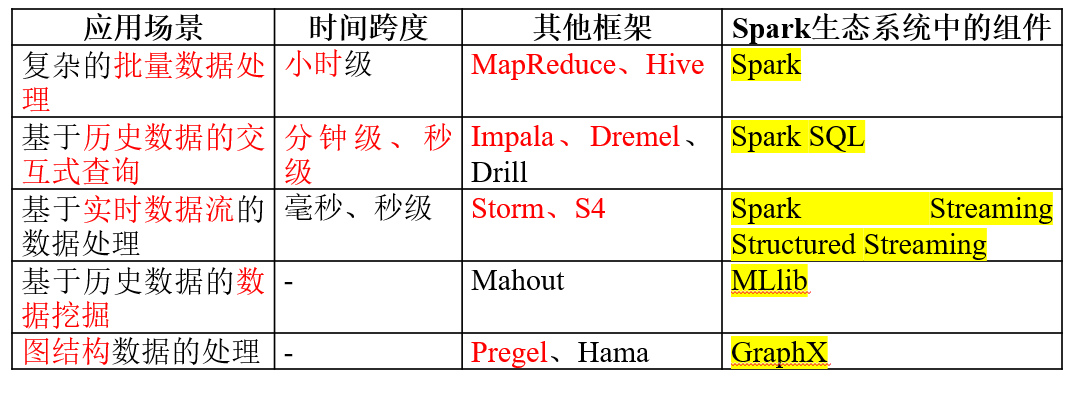 应用场景 时间跨度 其他框架 Spark生态系统中的组件
复杂的批量数据处 小时级 MapReduce、Hive Spark
理
基于历史数据的交 分钟级、秒 Impala、Dremel、 Spark SQL
互式查询 级 Drill
基于实时数据流的 毫秒、秒级 Storm、S4 Spark Streaming
数据处理 Structured Streaming
基于历史数据的数 - Mahout MLlib
据挖掘
图结构数据的处理 - Pregel、Hama GraphX